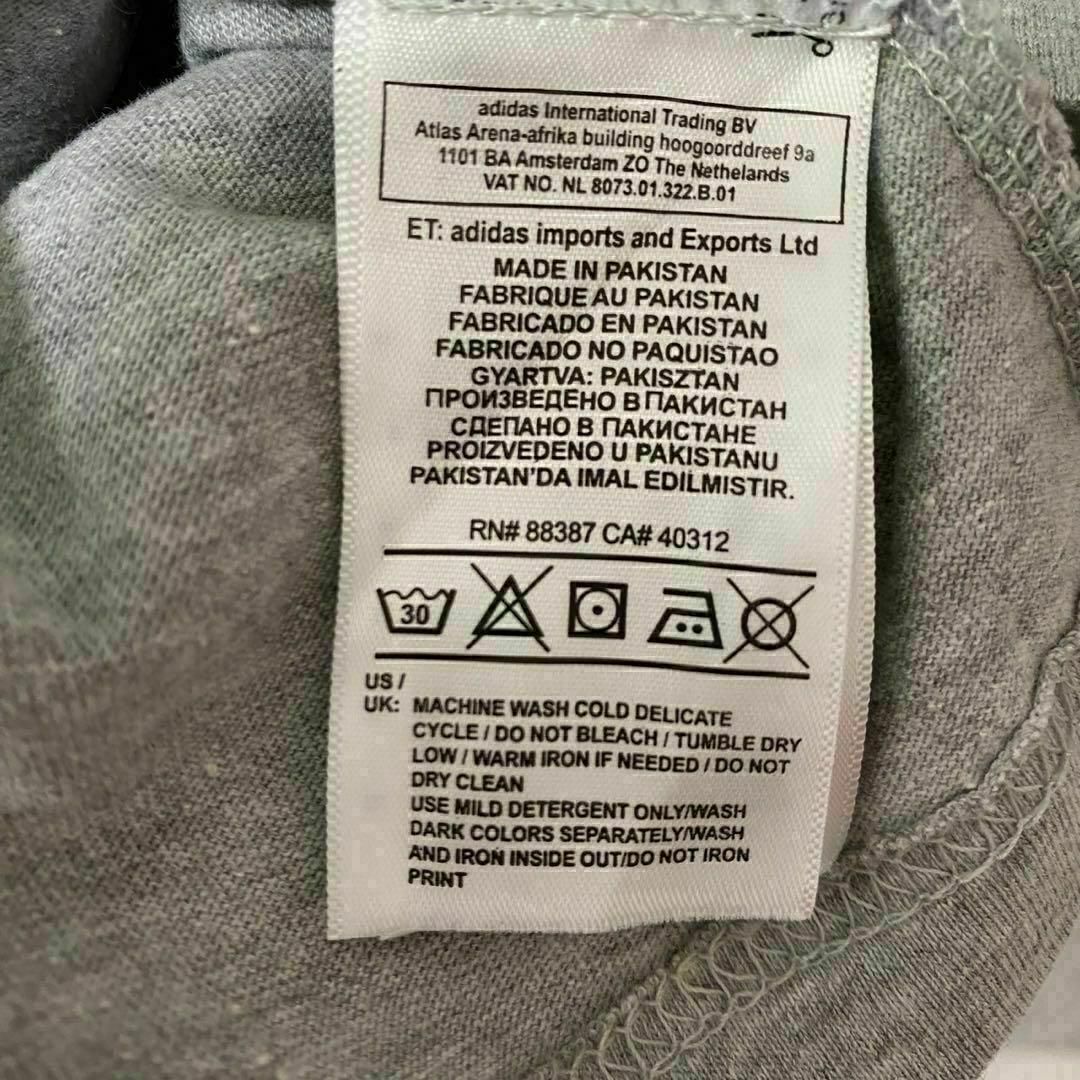 adidas International Trading BV
Atlas Arena-afrika building hoogoorddreef 9a
1101 BA Amsterdam ZO The Nethelands
VAT NO. NL 8073.01.322.B.01
ET: adidas imports and Exports Ltd
MADE IN PAKISTAN
FABRIQUE AU PAKISTAN
FABRICADO EN PAKISTAN
FABRICADO NO PAQUISTAO
GYARTVA: PAKISZTAN
ПРОИЗВЕДЕНО В ПАКИСТАН
СДЕПАНО В ПАКИСТАНЕ
PROIZVEDENO U PAKISTANU
PAKISTAN'DA IMAL EDILMISTIR.
RN# 88387 CA# 40312
30
US /
UK: MACHINE WASH COLD DELICATE
CYCLE / DO NOT BLEACH / TUMBLE DRY
LOW / WARM IRON IF NEEDED / DO NOT
DRY CLEAN
USE MILD DETERGENT ONLY/WASH
DARK COLORS SEPARATELY/WASH
AND IRON INSIDE OUT/DO NOT IRON
PRINT